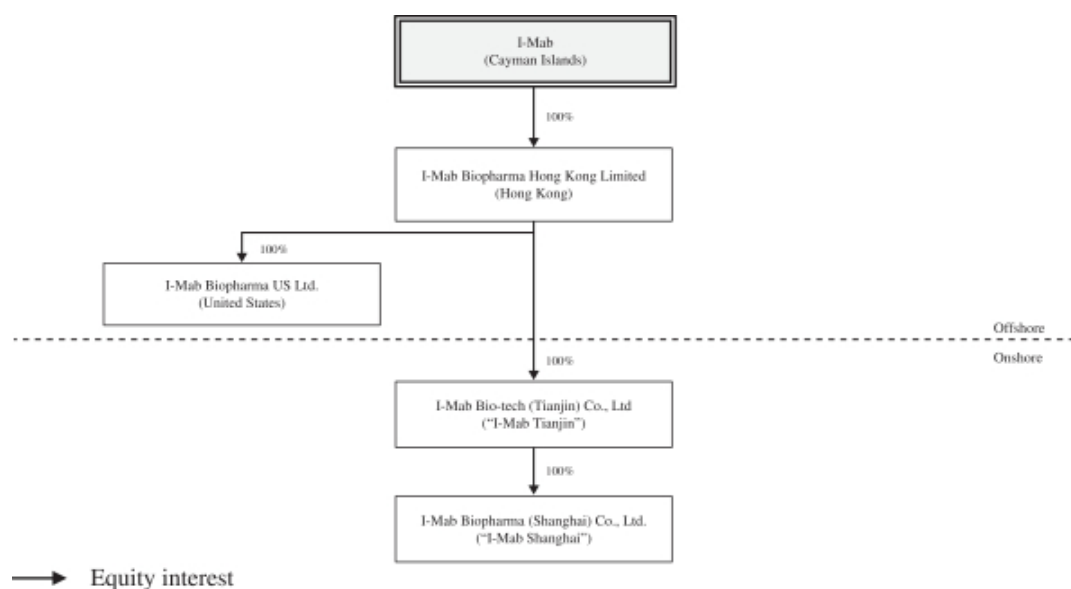 I-Mab
(Cayman Islands)
100%
I-Mab Biopharma Hong Kong Limited
(Hong Kong)
100%
I-Mab Biopharma US Ltd.
(United States)
Offshore
Onshore
100%
I-Mab Bio-tech (Tianjin) Co., Ltd
(“I-Mab Tianjin”)
100%
I-Mab Biopharma (Shanghai) Co., Ltd.
(“I-Mab Shanghai”)
Equity interest